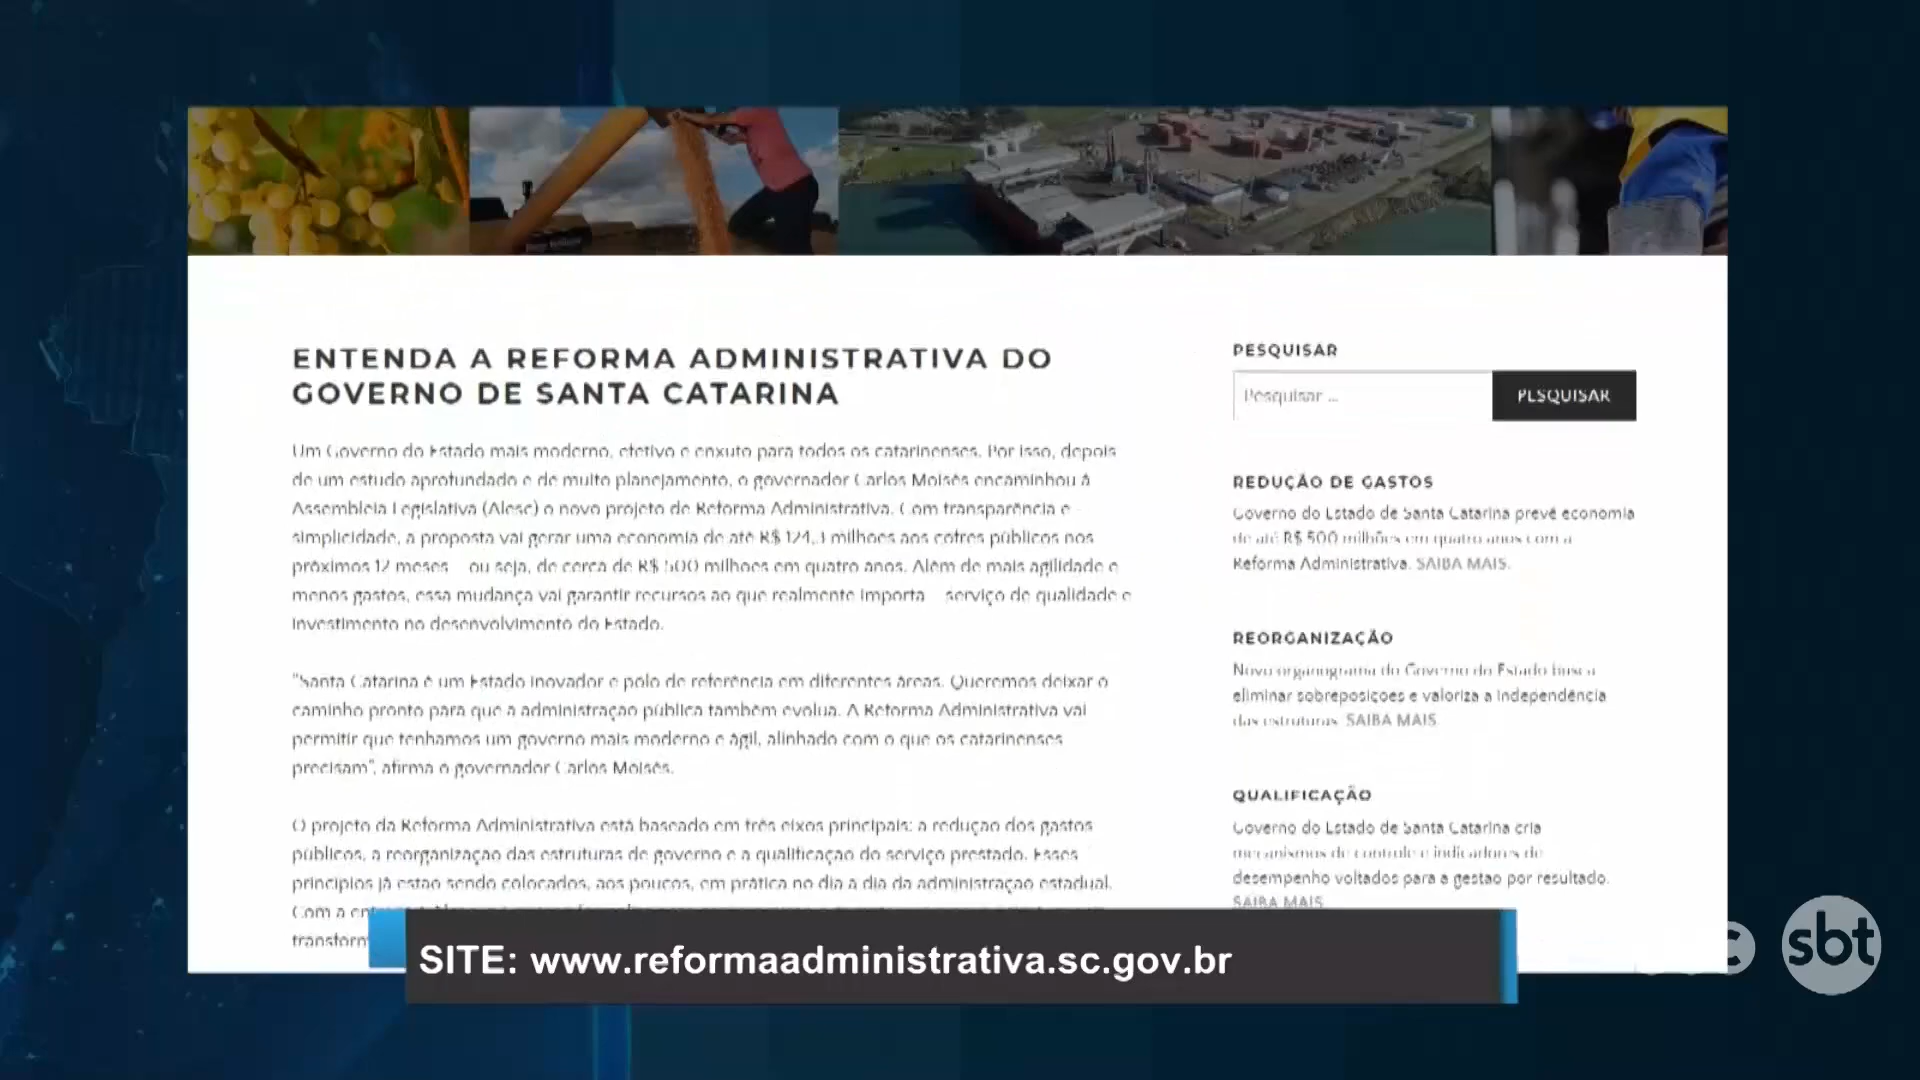 ENTENDA A REFORMA ADMINISTRATIVA DO
GOVERNO DE SANTA CATARINA
Um Governo do Estado mais moderno, efetivo e enxuto para todos os catarinenses. Por isso, depois
de um estudo aprofundado e de muito planejamento, o governador Carlos Moisés encaminhou à
Assembleia Legislativa (Alesc) o novo projeto de Reforma Administrativa. Com transparência e
simplicidade, a proposta vai gerar uma economia de até R$ 124,3 milhões aos cofres públicos nos
próximos 12 meses – ou seja, de cerca de R$ 500 milhões em quatro anos. Além de mais agilidade e
menos gastos, essa mudança vai garantir recursos ao que realmente importa – serviço de qualidade e
investimento no desenvolvimento do Estado.
"Santa Catarina é um Estado inovador e polo de referência em diferentes áreas. Queremos deixar o
caminho pronto para que a administração pública também evolua. A Reforma Administrativa vai
permitir que tenhamos um governo mais moderno e ágil, alinhado com o que os catarinenses
precisam", afirma o governador Carlos Moisés.
O projeto da Reforma Administrativa está baseado em três eixos principais: a redução dos gastos
públicos, a reorganização das estruturas de governo e a qualificação do serviço prestado. Esses
princípios já estão sendo colocados, aos poucos, em prática no dia a dia da administração estadual.
Com a
PESQUISAR
Pesquisar ...
PESQUISAR
REDUÇÃO DE GASTOS
Governo do Estado de Santa Catarina prevê economia
de até R$ 500 milhões em quatro anos com a
Reforma Administrativa. SAIBA MAIS.
REORGANIZAÇÃO
Novo organograma do Governo do Estado busca
eliminar sobreposições e valoriza a independência
das estruturas. SAIBA MAIS.
QUALIFICAÇÃO
Governo do Estado de Santa Catarina cria
mecanismos de controle e indicadores de
desempenho voltados para a gestão por resultado.
SAIBA MAIS.
SITE: www.reformaadministrativa.sc.gov.br
sbt